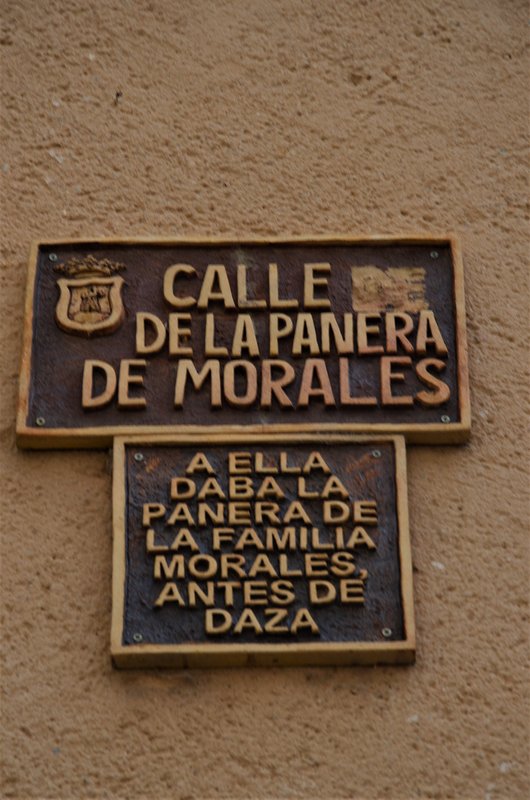 CALLE
DE LA PANERA
DE MORALES
A ELLA
DABA LA
PANERA DE
LA FAMILIA
MORALES,
ANTES DE
DAZA